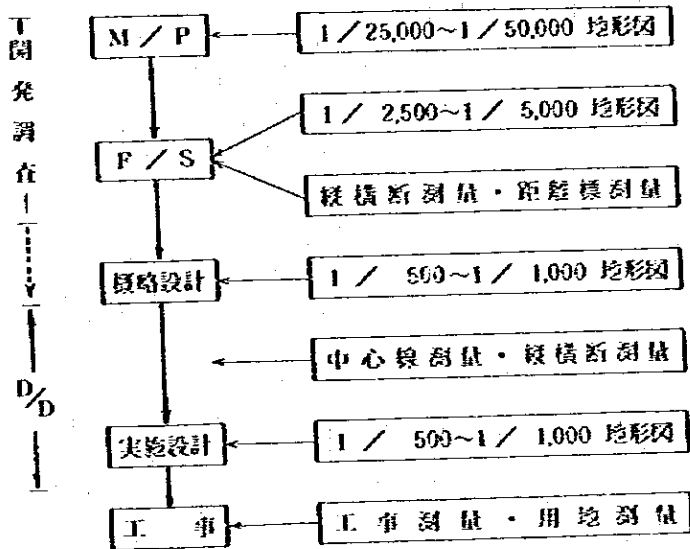 開発調査
M/P
1/25,000~1/50,000 地形図
1/ 2,500~1/ 5,000 地形図
F/S
縦横断測量・距離標測量
概略設計
1/ 500~1/ 1,000 地形図
中心線測量・縦横断測量
D/D
実施設計
1/ 500~1/ 1,000 地形図
工 事
工事測量・用地測量